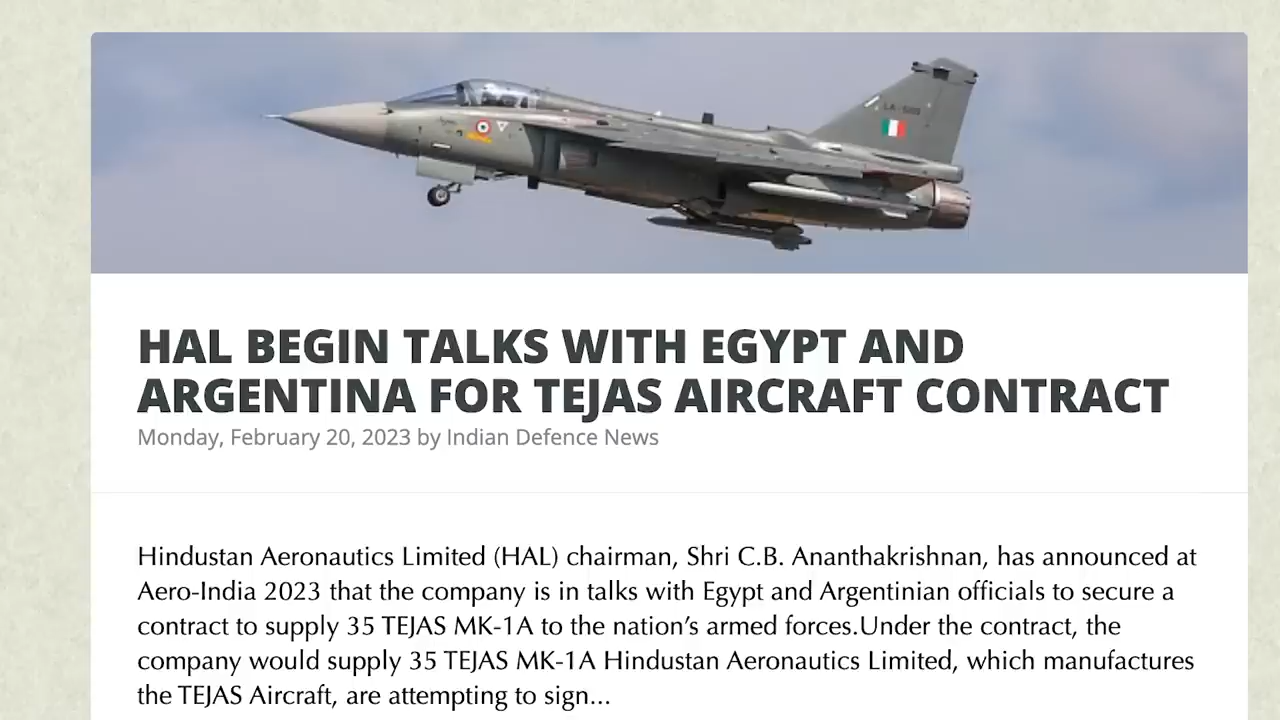 HAL BEGIN TALKS WITH EGYPT AND
ARGENTINA FOR TEJAS AIRCRAFT CONTRACT
Monday, February 20, 2023 by Indian Defence News
Hindustan Aeronautics Limited (HAL) chairman, Shri C.B. Ananthakrishnan, has announced at
Aero-India 2023 that the company is in talks with Egypt and Argentinian officials to secure a
contract to supply 35 TEJAS MK-1A to the nation’s armed forces.Under the contract, the
company would supply 35 TEJAS MK-1A Hindustan Aeronautics Limited, which manufactures
the TEJAS Aircraft, are attempting to sign...